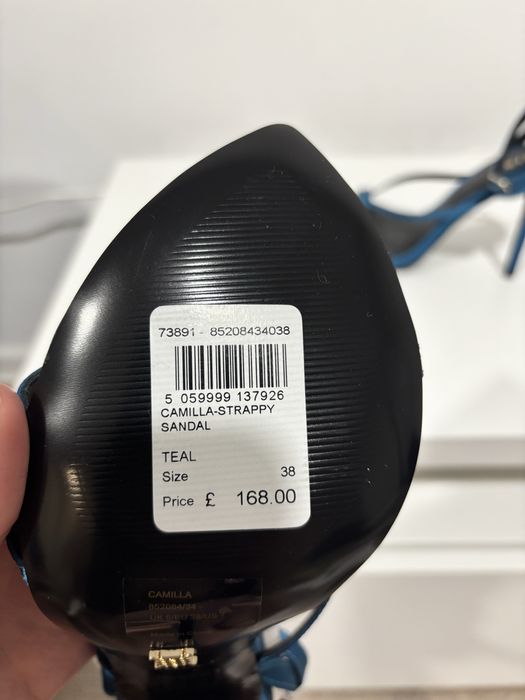 73891 - 85208434038
5 059999 137926
CAMILLA-STRAPPY
SANDAL
TEAL
Size 38
Price £ 168.00
CAMILLA